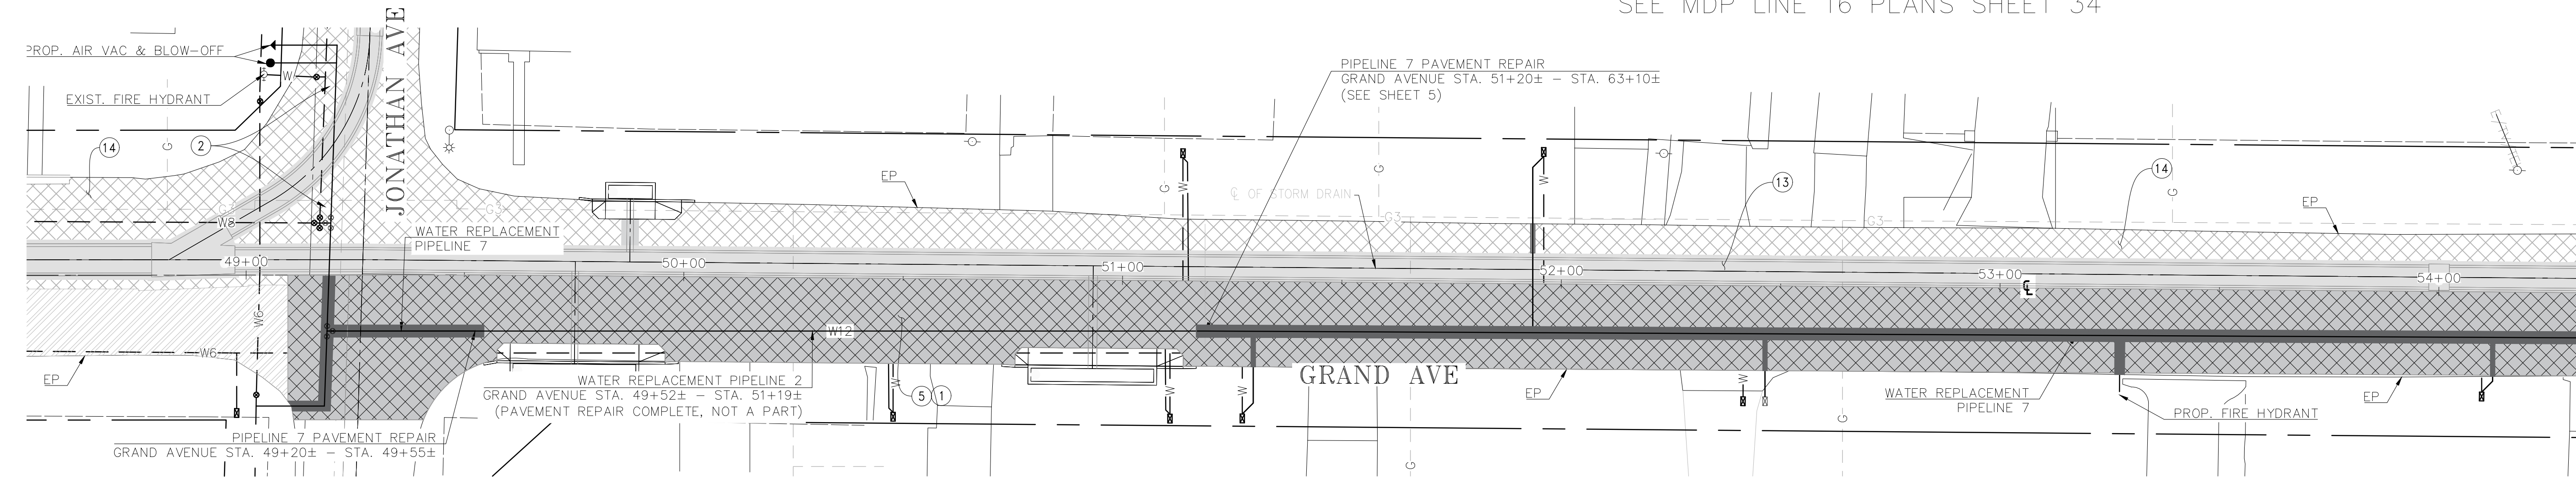 SEE MDP LINE 16 PLANS SHEET 34
PROP. AIR VAC & BLOW-OFF
W
EXIST. FIRE HYDRANT
14
G
2
JONATHAN AVE
PIPELINE 7 PAVEMENT REPAIR
GRAND AVENUE STA. 51+20± - STA. 63+10±
(SEE SHEET 5)
EP
G
W
G
W
℄ OF STORM DRAIN
13
14
G
EP
G3
G3
G3
G3
W8
WATER REPLACEMENT
PIPELINE 7
49+00
50+00
51+00
52+00
53+00
54+00
℄
W6
W12
W6
EP
WATER REPLACEMENT PIPELINE 2
GRAND AVENUE STA. 49+52± - STA. 51+19±
(PAVEMENT REPAIR COMPLETE, NOT A PART)
W
5
1
W
W
GRAND AVE
EP
W
G
G
WATER REPLACEMENT
PIPELINE 7
PROP. FIRE HYDRANT
EP
PIPELINE 7 PAVEMENT REPAIR
GRAND AVENUE STA. 49+20± - STA. 49+55±